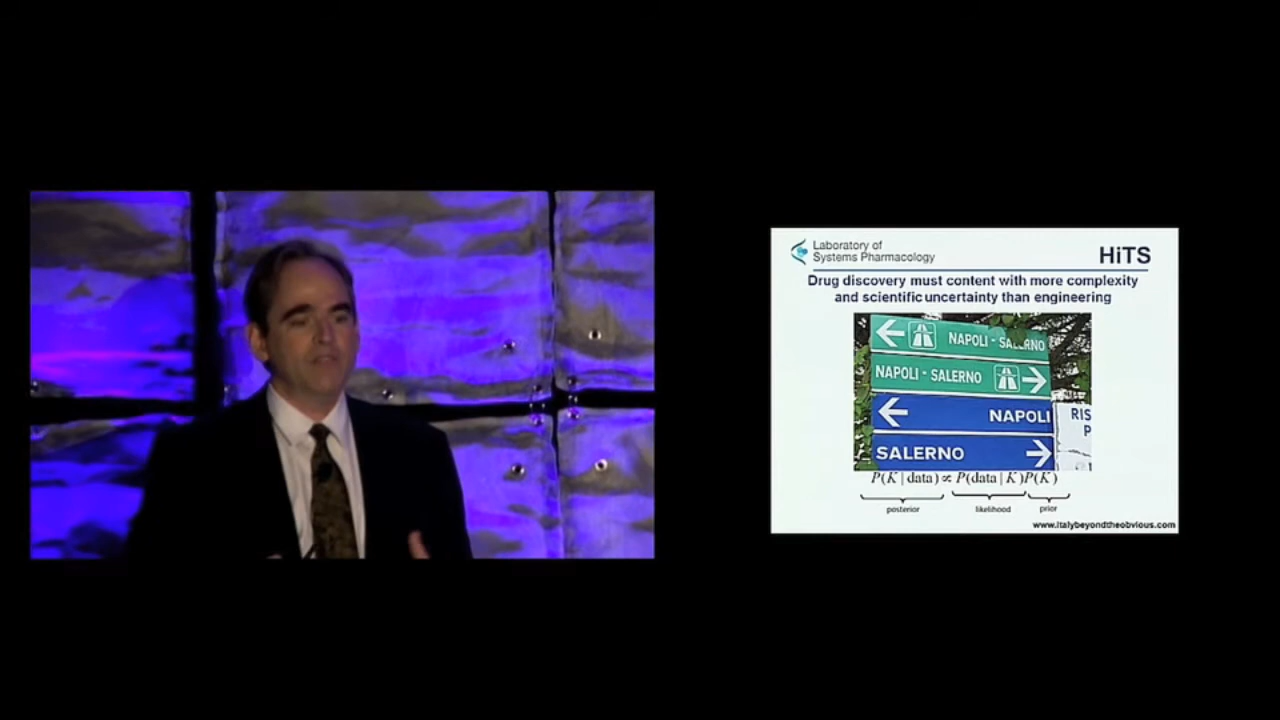 Laboratory of
Systems Pharmacology
HiTS
Drug discovery must content with more complexity
and scientific uncertainty than engineering
NAPOLI - SALERNO
NAPOLI - SALERNO
NAPOLI
RIS
P
SALERNO
P(K | data) ∝ P(data | K)P(K)
posterior likelihood prior
www.italybeyondtheobvious.com